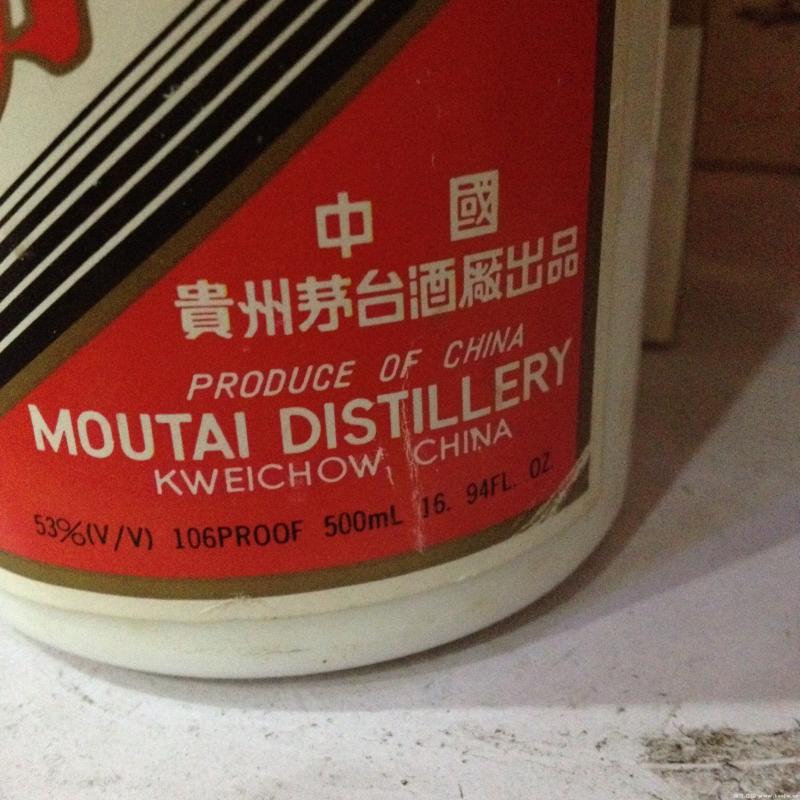 中國
貴州茅台酒廠出品
PRODUCE OF CHINA
MOUTAI DISTILLERY
KWEICHOW, CHINA
53%(V/V) 106PROOF 500mL 16. 94FL. OZ.